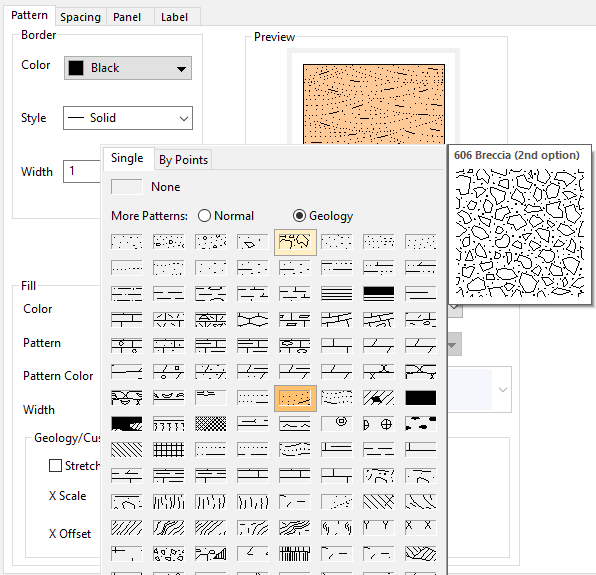 Pattern Spacing Panel Label
Border
Preview
Color Black
Style Solid
Width 1
Single By Points
606 Breccia (2nd option)
None
More Patterns: Normal Geology
Fill
Color
Pattern
Pattern Color
Width
Geology/Cus
Stretch
X Scale
X Offset